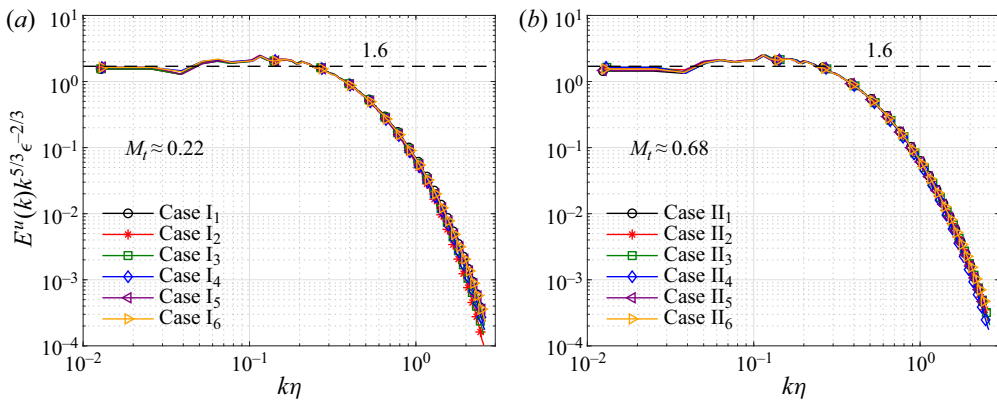 (a)
10^1
10^0
10^-1
10^-2
10^-3
10^-4
E^u(k)k^{5/3}ϵ^{-2/3}
1.6
M_t ≈ 0.22
Case I_1
Case I_2
Case I_3
Case I_4
Case I_5
Case I_6
10^-2
10^-1
10^0
kη
(b)
10^1
10^0
10^-1
10^-2
10^-3
10^-4
1.6
M_t ≈ 0.68
Case II_1
Case II_2
Case II_3
Case II_4
Case II_5
Case II_6
10^-2
10^-1
10^0
kη